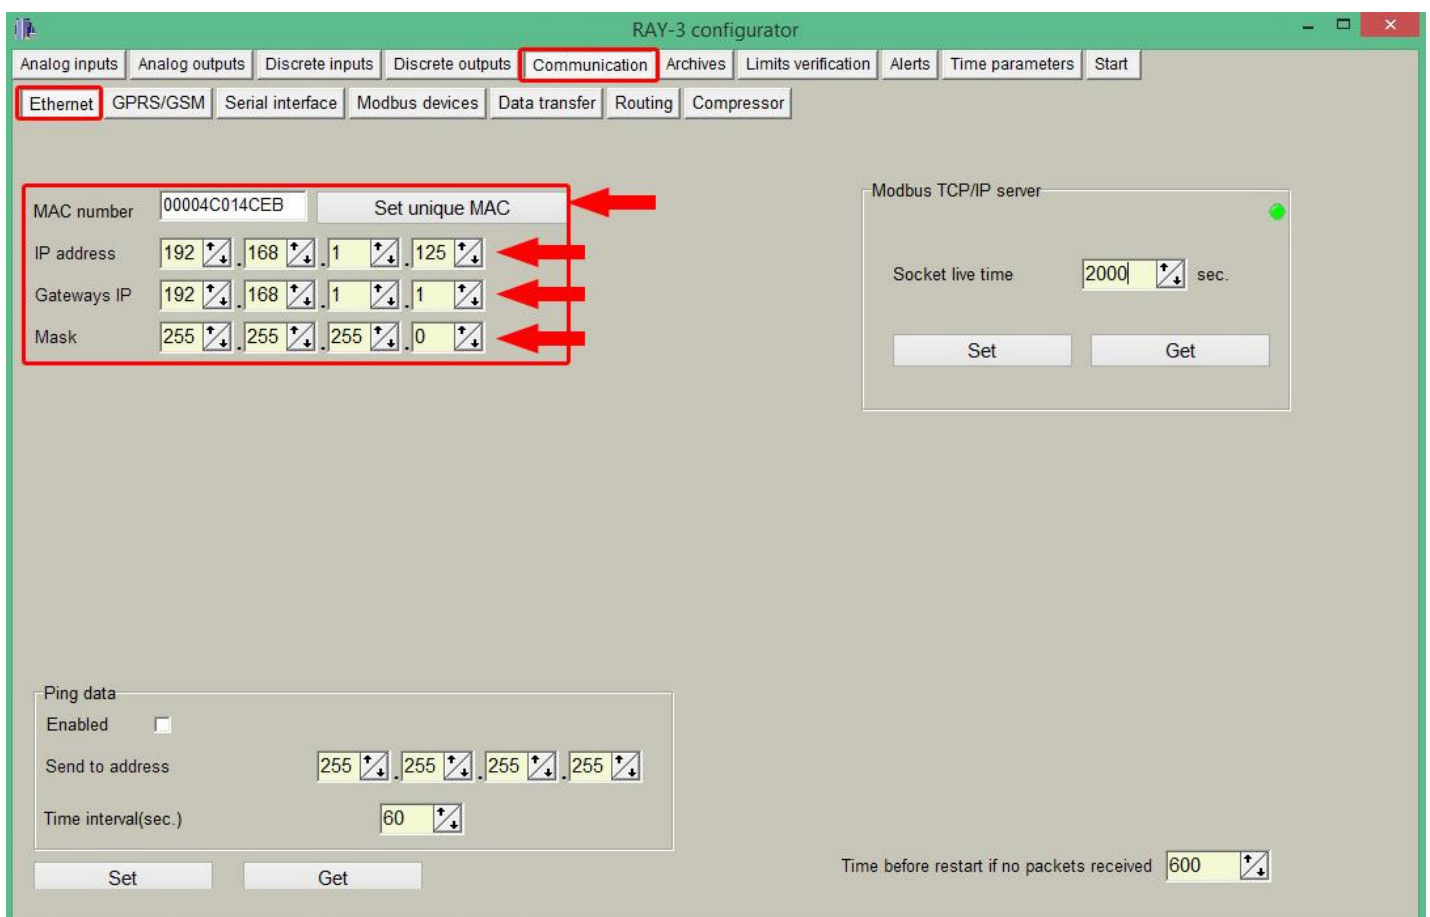 RAY-3 configurator
Analog inputs Analog outputs Discrete inputs Discrete outputs Communication Archives Limits verification Alerts Time parameters Start
Ethernet GPRS/GSM Serial interface Modbus devices Data transfer Routing Compressor
MAC number 00004C014CEB Set unique MAC
IP address 192 . 168 . 1 . 125
Gateways IP 192 . 168 . 1 . 1
Mask 255 . 255 . 255 . 0
Modbus TCP/IP server
Socket live time 2000 sec.
Set Get
Ping data
Enabled
Send to address 255 . 255 . 255 . 255
Time interval(sec.) 60
Set Get
Time before restart if no packets received 600